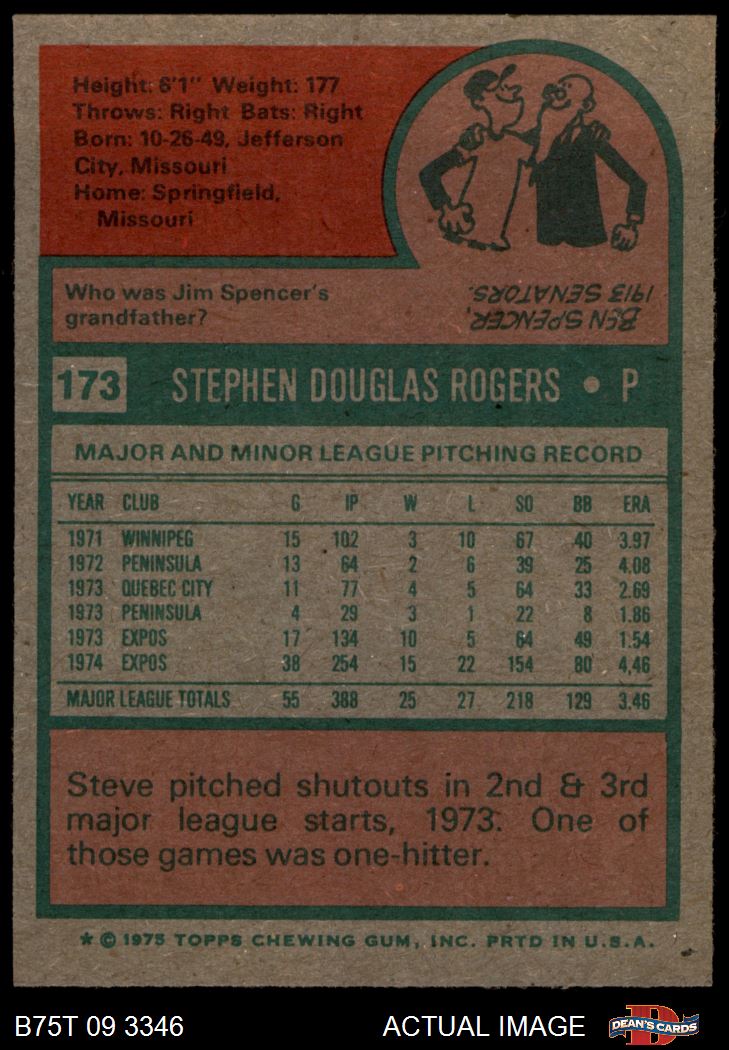 Height: 6'1" Weight: 177
Throws: Right Bats: Right
Born: 10-26-49, Jefferson
City, Missouri
Home: Springfield,
Missouri
Who was Jim Spencer's
grandfather?
BEN SPENCER,
1913 SENATORS.
173 STEPHEN DOUGLAS ROGERS • P
MAJOR AND MINOR LEAGUE PITCHING RECORD
YEAR CLUB G IP W L SO BB ERA
1971 WINNIPEG 15 102 3 10 67 40 3.97
1972 PENINSULA 13 64 2 6 39 25 4.08
1973 QUEBEC CITY 11 77 4 5 64 33 2.69
1973 PENINSULA 4 29 3 1 22 8 1.86
1973 EXPOS 17 134 10 5 64 49 1.54
1974 EXPOS 38 254 15 22 154 80 4.46
MAJOR LEAGUE TOTALS 55 388 25 27 218 129 3.46
Steve pitched shutouts in 2nd & 3rd
major league starts, 1973. One of
those games was one-hitter.
* © 1975 TOPPS CHEWING GUM, INC. PRTD IN U.S.A.
B75T 09 3346 ACTUAL IMAGE D DEAN'S CARDS